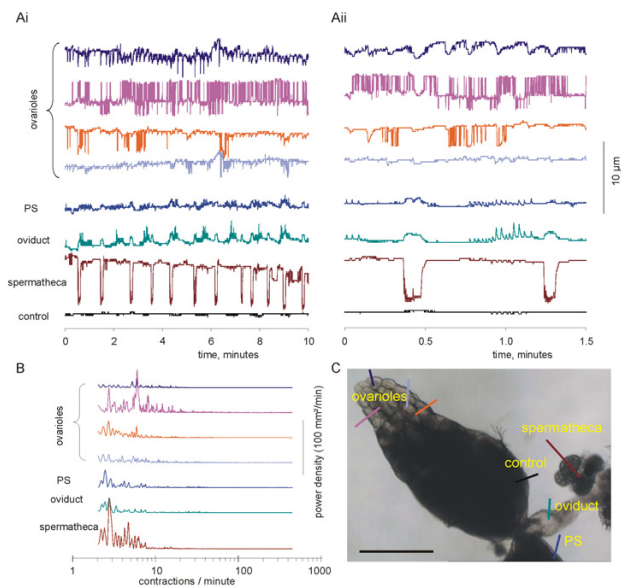 Ai
Aii
ovarioles
PS
oviduct
spermatheca
control
10 µm
0 2 4 6 8 10
time, minutes
0 0.5 1.0 1.5
time, minutes
B
C
ovarioles
PS
oviduct
spermatheca
power density (100 mm²/min)
1 10 100 1000
contractions / minute
ovarioles
spermatheca
control
oviduct
PS